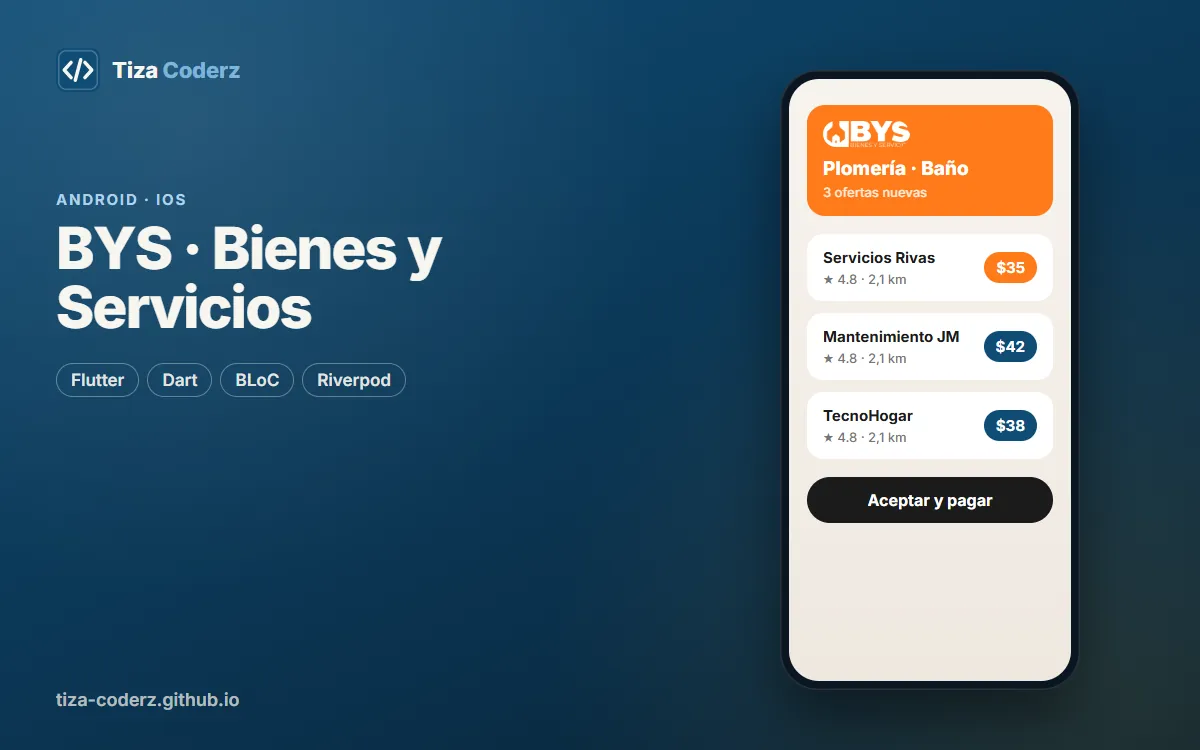 Tiza Coderz
ANDROID · IOS
BYS · Bienes y
Servicios
Flutter
Dart
BLoC
Riverpod
tiza-coderz.github.io
BYS
BIENES Y SERVICIOS
Plomería · Baño
3 ofertas nuevas
Servicios Rivas
★ 4.8 · 2,1 km
$35
Mantenimiento JM
★ 4.8 · 2,1 km
$42
TecnoHogar
★ 4.8 · 2,1 km
$38
Aceptar y pagar